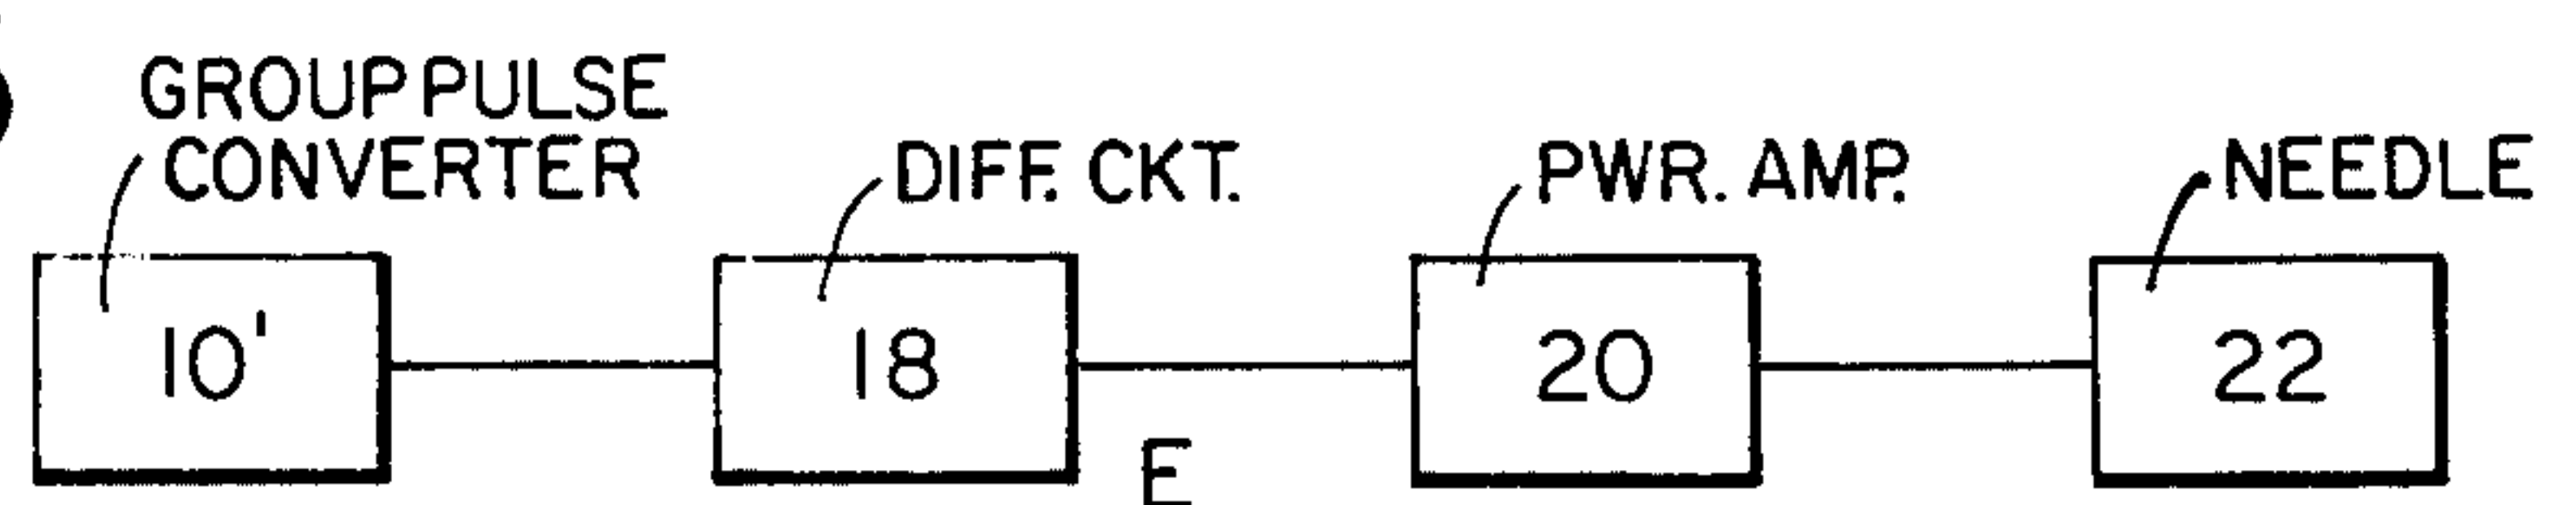 GROUP PULSE
CONVERTER
DIFF. CKT.
PWR. AMP.
NEEDLE
10'
18
20
22
E